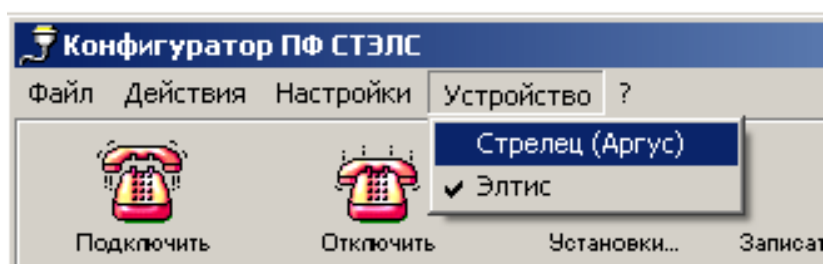 Конфигуратор ПФ СТЭЛС
Файл Действия Настройки Устройство ?
Стрелец (Аргус)
Элтис
Подключить Отключить Установки... Записат